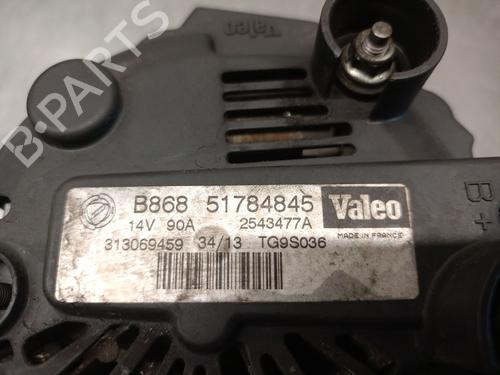 Valeo
B-PARTS
B868 51784845 Valeo
14V 90A 2543477A MADE IN FRANCE
313069459 34/13 TG9S036
B+